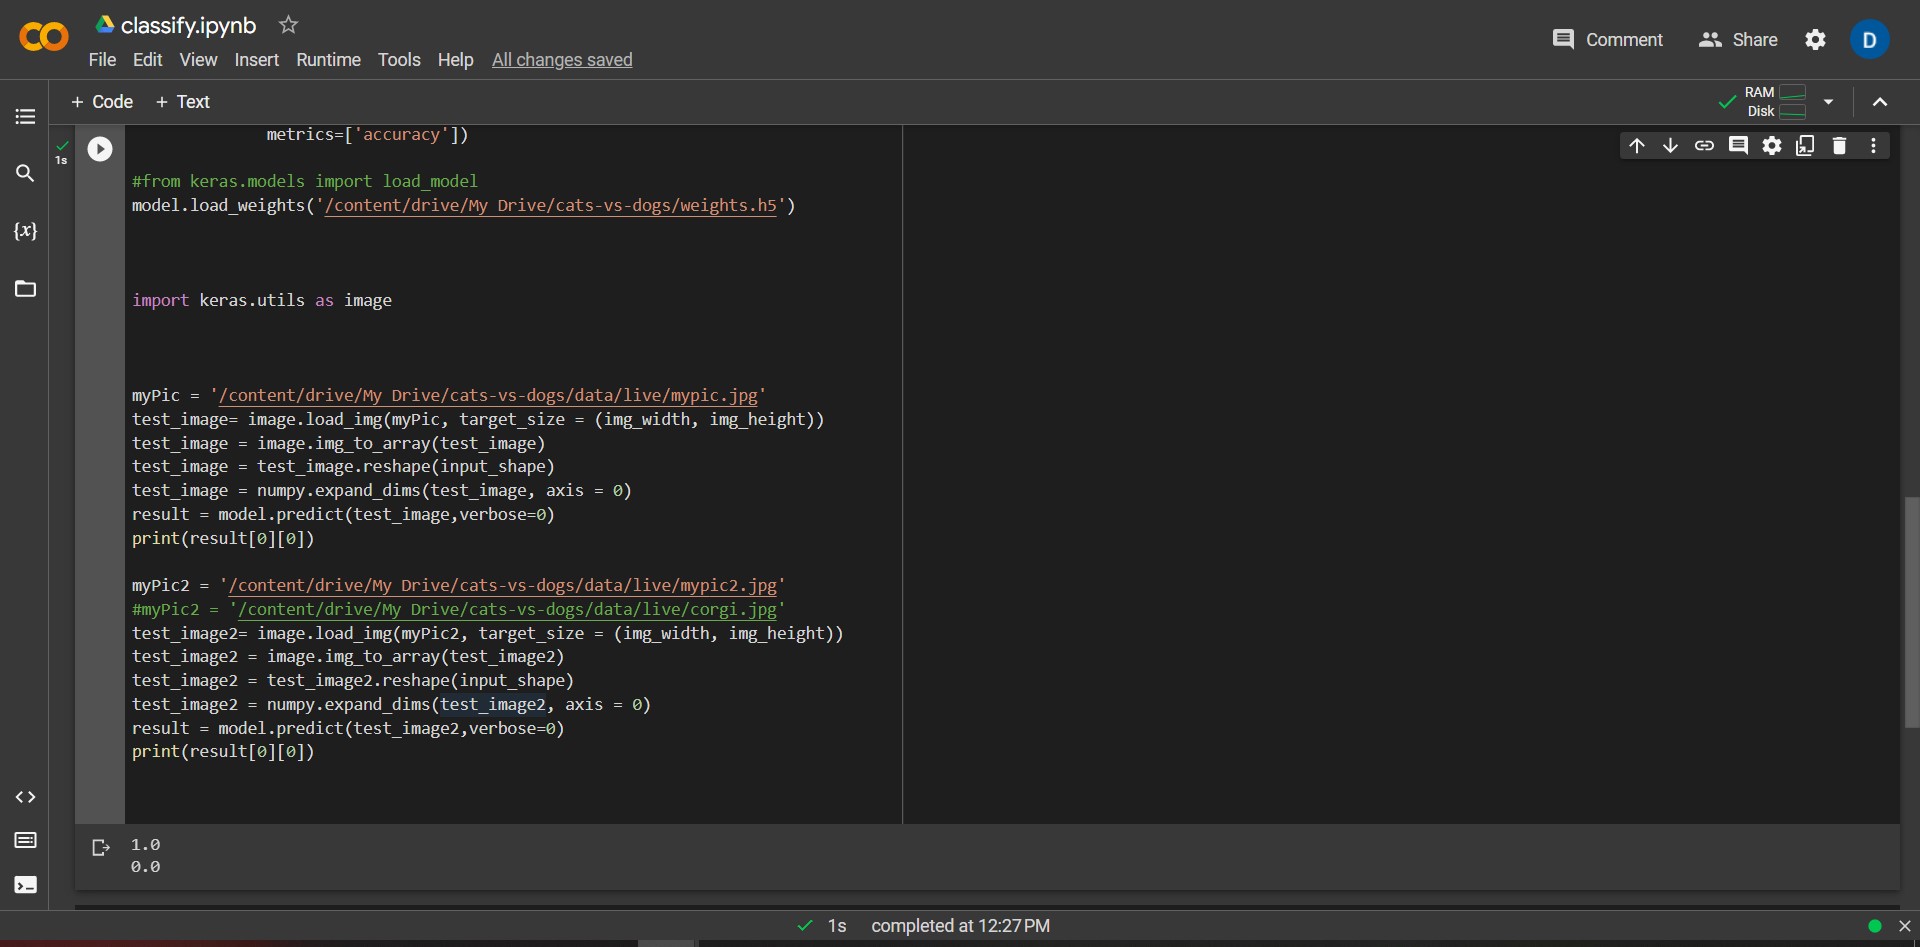 classify.ipynb
File Edit View Insert Runtime Tools Help All changes saved
Comment Share D
+ Code + Text
RAM
Disk
1s
metrics=['accuracy'])
#from keras.models import load_model
model.load_weights('/content/drive/My Drive/cats-vs-dogs/weights.h5')
{x}
import keras.utils as image
myPic = '/content/drive/My Drive/cats-vs-dogs/data/live/mypic.jpg'
test_image= image.load_img(myPic, target_size = (img_width, img_height))
test_image = image.img_to_array(test_image)
test_image = test_image.reshape(input_shape)
test_image = numpy.expand_dims(test_image, axis = 0)
result = model.predict(test_image,verbose=0)
print(result[0][0])
myPic2 = '/content/drive/My Drive/cats-vs-dogs/data/live/mypic2.jpg'
#myPic2 = '/content/drive/My Drive/cats-vs-dogs/data/live/corgi.jpg'
test_image2= image.load_img(myPic2, target_size = (img_width, img_height))
test_image2 = image.img_to_array(test_image2)
test_image2 = test_image2.reshape(input_shape)
test_image2 = numpy.expand_dims(test_image2, axis = 0)
result = model.predict(test_image2,verbose=0)
print(result[0][0])
1.0
0.0
1s completed at 12:27 PM